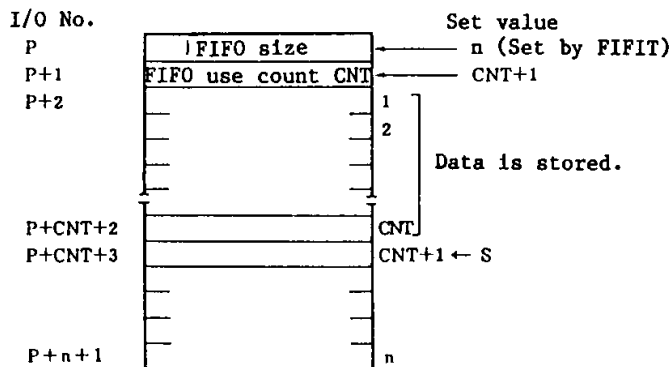 I/O No.
Set value
P FIFO size n (Set by FIFIT)
P+1 FIFO use count CNT CNT+1
P+2 1
2
Data is stored.
P+CNT+2 CNT
P+CNT+3 CNT+1 ← S
P+n+1 n